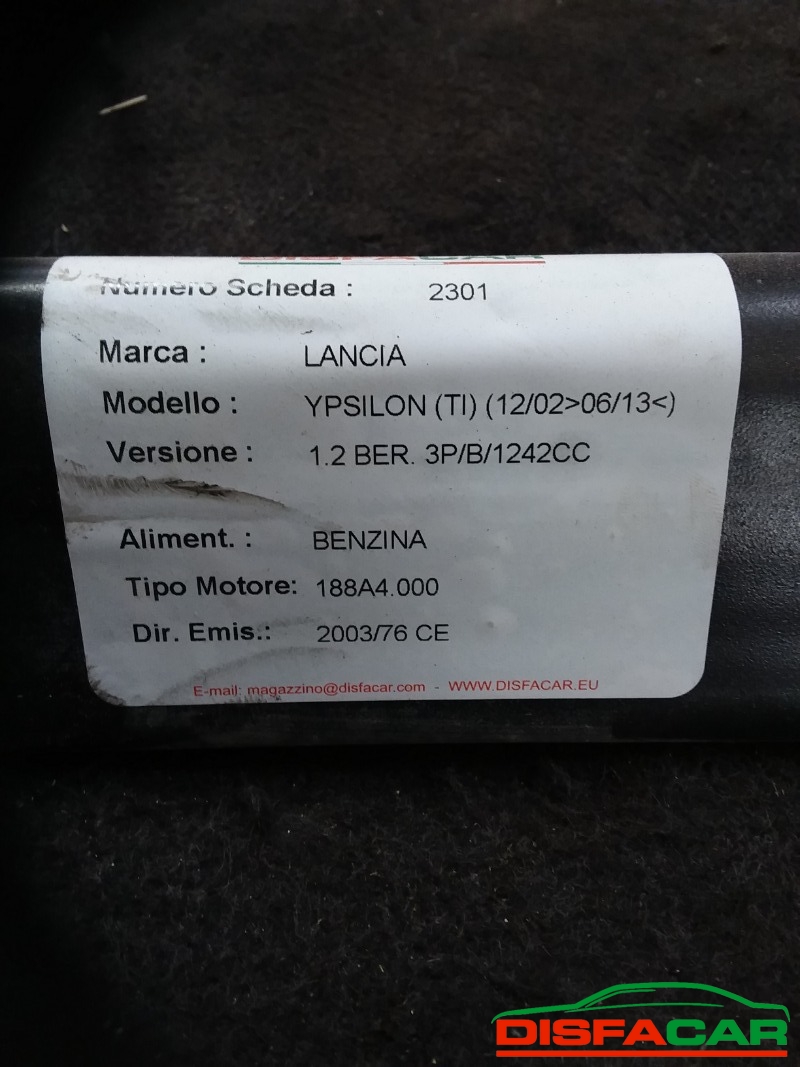 DISFACAR
Numero Scheda : 2301
Marca : LANCIA
Modello : YPSILON (TI) (12/02>06/13<)
Versione : 1.2 BER. 3P/B/1242CC
Aliment. : BENZINA
Tipo Motore: 188A4.000
Dir. Emis.: 2003/76 CE
E-mail: magazzino@disfacar.com - WWW.DISFACAR.EU
DISFACAR